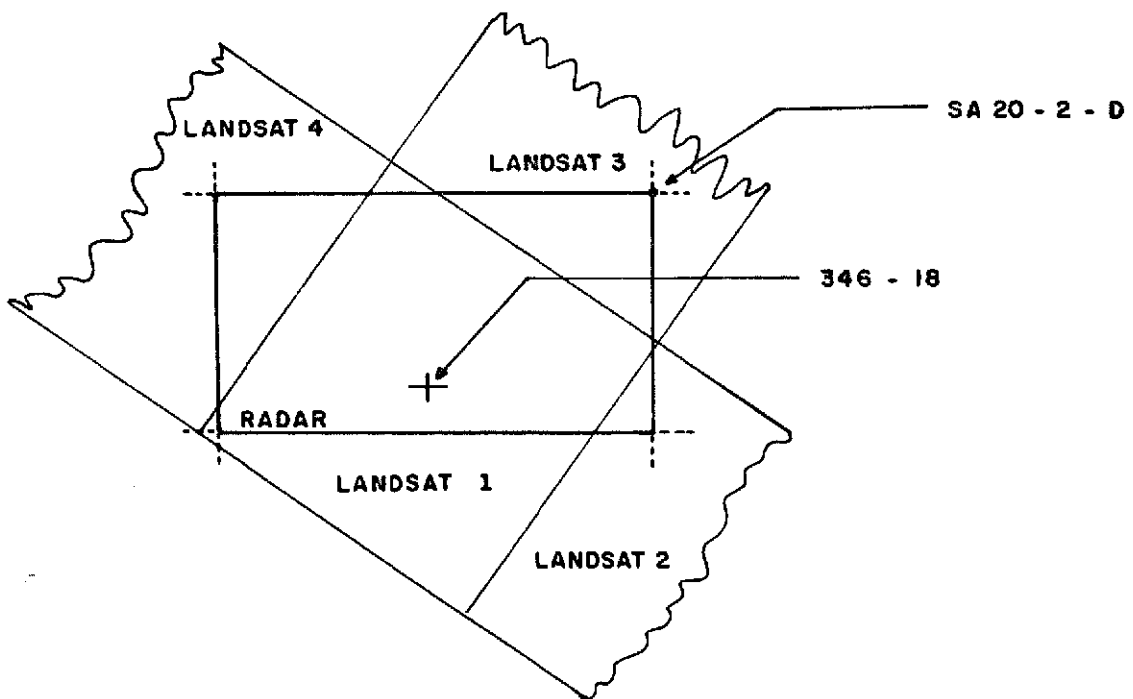 SA 20 - 2 - D
LANDSAT 4
LANDSAT 3
346 - 18
RADAR
LANDSAT 1
LANDSAT 2